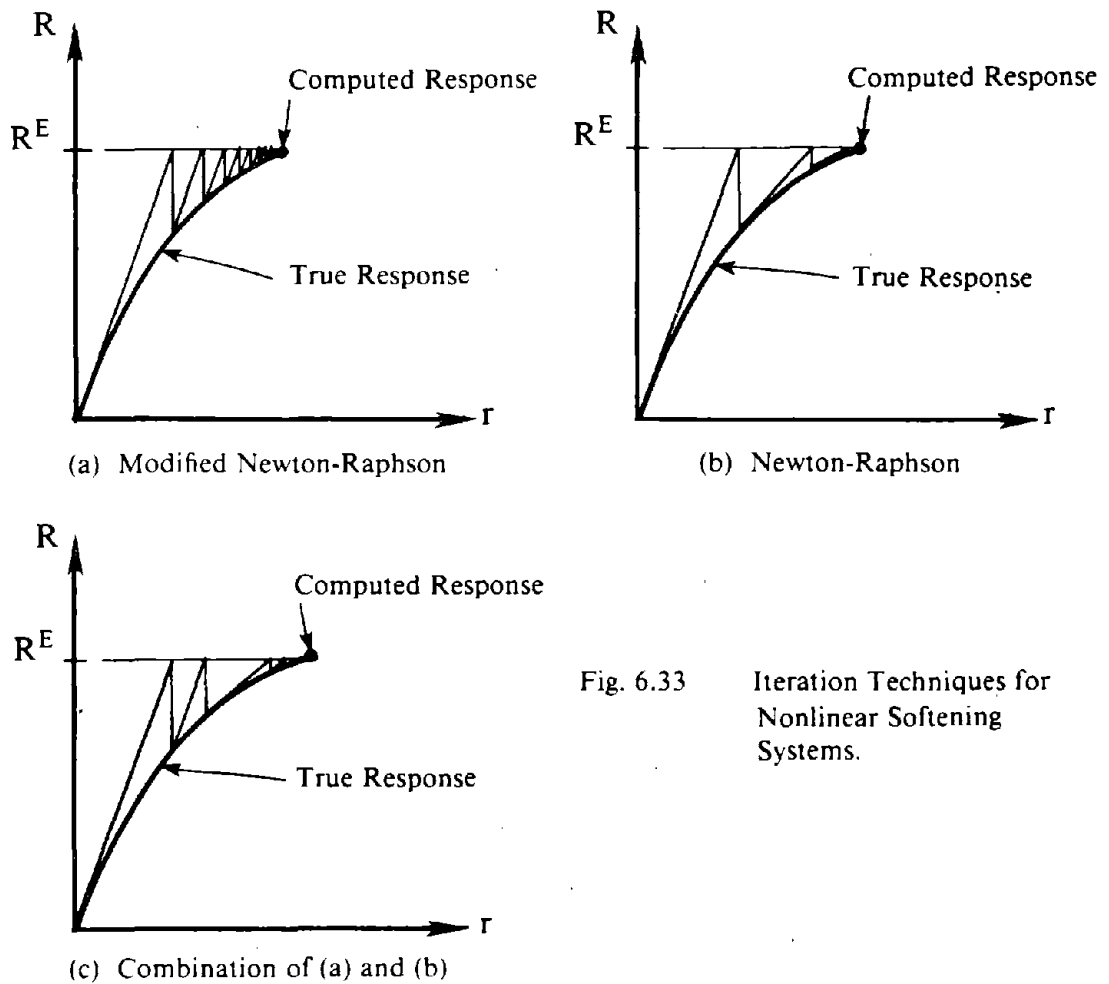 R
Computed Response
R^E
True Response
r
(a) Modified Newton-Raphson
R
Computed Response
R^E
True Response
r
(b) Newton-Raphson
R
Computed Response
R^E
True Response
r
(c) Combination of (a) and (b)
Fig. 6.33 Iteration Techniques for
Nonlinear Softening
Systems.